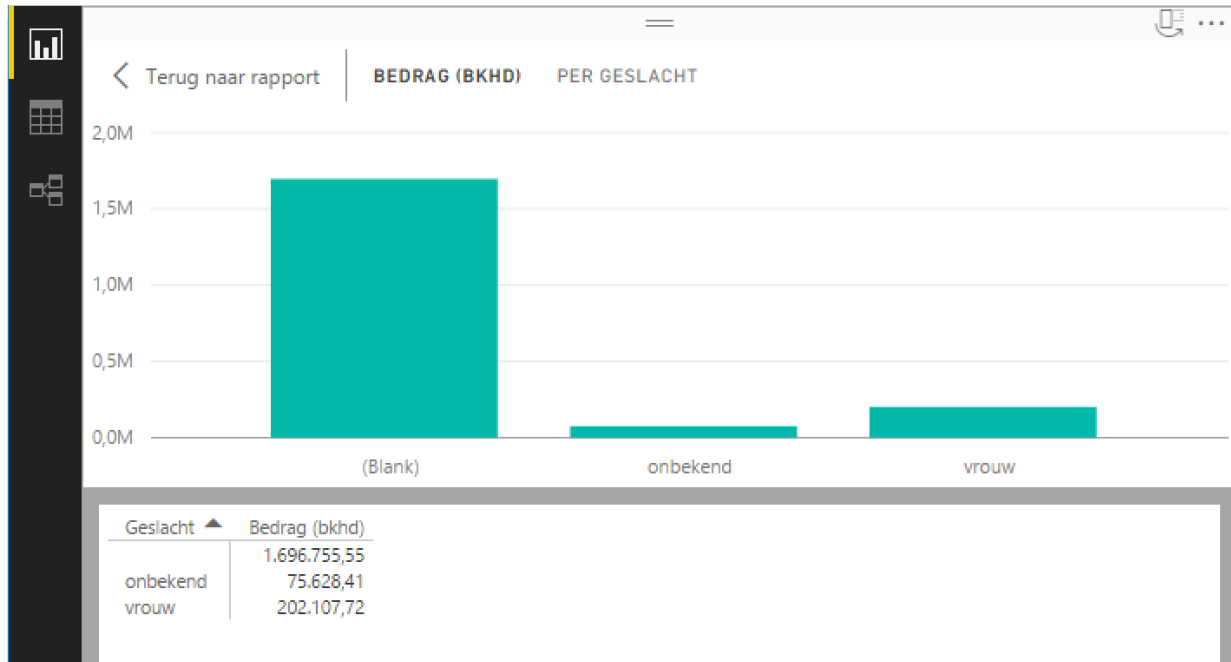 Terug naar rapport BEDRAG (BKHD) PER GESLACHT
2,0M
1,5M
1,0M
0,5M
0,0M
(Blank) onbekend vrouw
Geslacht Bedrag (bkhd)
1.696.755,55
onbekend 75.628,41
vrouw 202.107,72